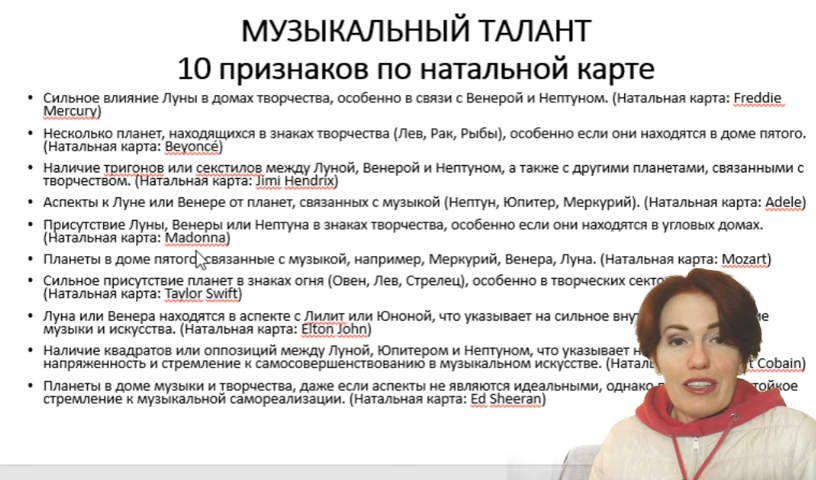 МУЗЫКАЛЬНЫЙ ТАЛАНТ
10 признаков по натальной карте
• Сильное влияние Луны в домах творчества, особенно в связи с Венерой и Нептуном. (Натальная карта: Freddie
Mercury)
• Несколько планет, находящихся в знаках творчества (Лев, Рак, Рыбы), особенно если они находятся в доме пятого.
(Натальная карта: Beyoncé)
• Наличие тригонов или секстилов между Луной, Венерой и Нептуном, а также с другими планетами, связанными с
творчеством. (Натальная карта: Jimi Hendrix)
• Аспекты к Луне или Венере от планет, связанных с музыкой (Нептун, Юпитер, Меркурий). (Натальная карта: Adele)
• Присутствие Луны, Венеры или Нептуна в знаках творчества, особенно если они находятся в угловых домах.
(Натальная карта: Madonna)
• Планеты в доме пятого, связанные с музыкой, например, Меркурий, Венера, Луна. (Натальная карта: Mozart)
• Сильное присутствие планет в знаках огня (Овен, Лев, Стрелец), особенно в творческих
(Натальная карта: Taylor Swift)
• Луна или Венера находятся в аспекте с Лилит или Юноной, что указывает на сильное
музыки и искусства. (Натальная карта: Elton John)
• Наличие квадратов или оппозиций между Луной, Юпитером и Нептуном, что указывает
напряженность и стремление к самосовершенствованию в музыкальном искусстве. Cobain)
• Планеты в доме музыки и творчества, даже если аспекты не являются идеальными, однако
стремление к музыкальной самореализации. (Натальная карта: Ed Sheeran)